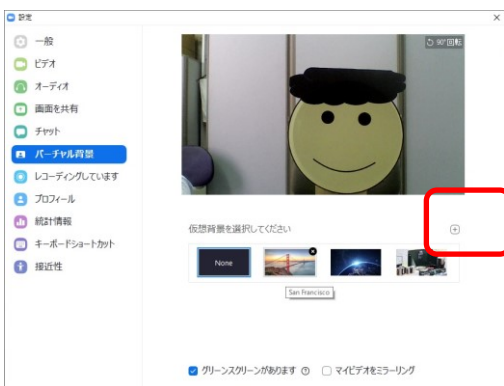 設定
一般
ビデオ
オーディオ
画面を共有
チャット
バーチャル背景
レコーディングしています
プロフィール
統計情報
キーボードショートカット
接近性
90°回転
仮想背景を選択してください
None
San Francisco
グリーンスクリーンがあります
マイビデオをミラーリング